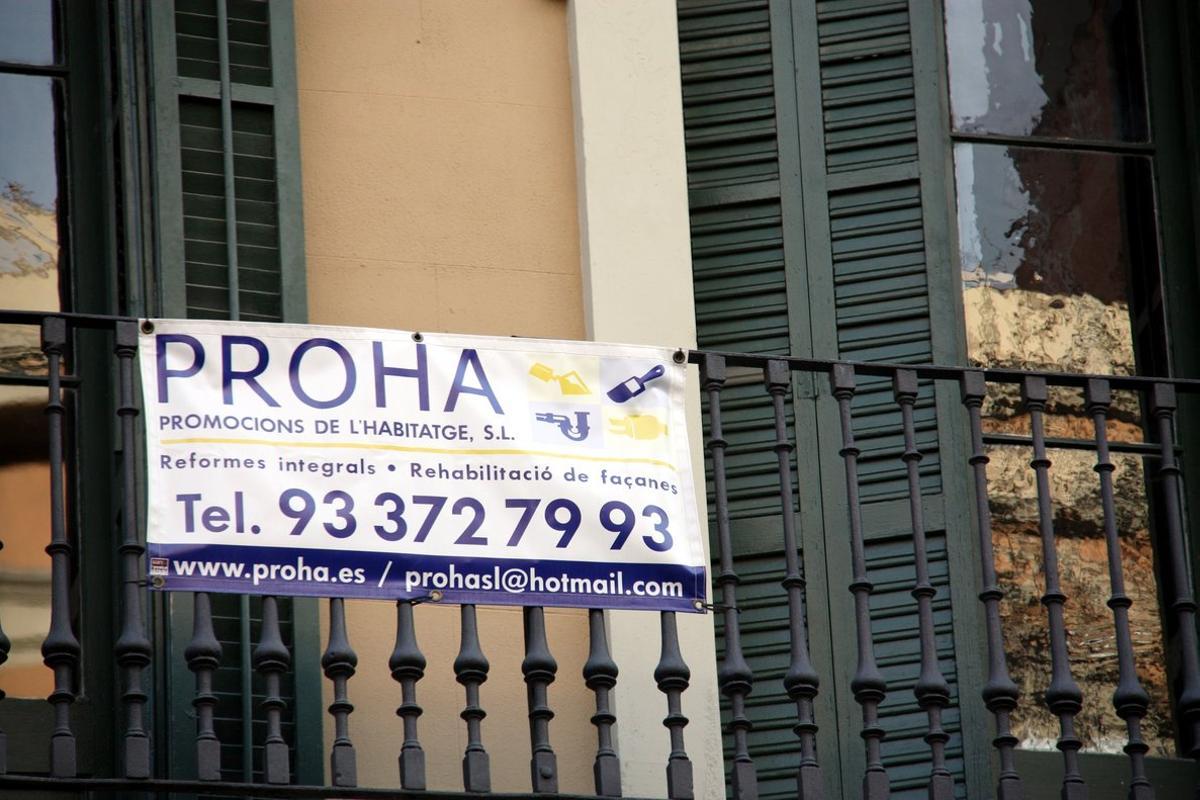 PROHA
PROMOCIONS DE L'HABITATGE, S.L.
Reformes integrals • Rehabilitació de façanes
Tel. 93 372 79 93
www.proha.es / prohasl@hotmail.com